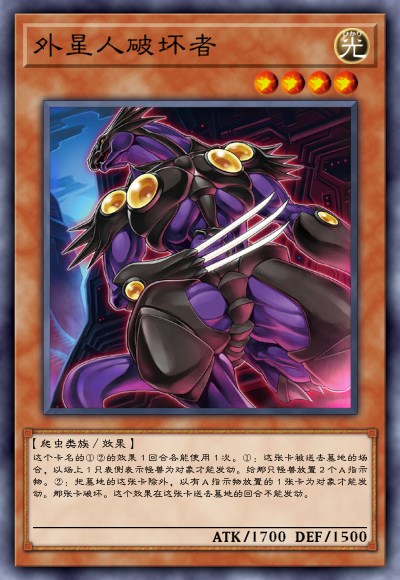 外星人破坏者
ひかり
光
【爬虫类族／效果】
这个卡名的①②的效果1回合各能使用1次。①：这张卡被送去墓地的场
合，以场上1只表侧表示怪兽为对象才能发动。给那只怪兽放置2个A指示
物。②：把墓地的这张卡除外，以有A指示物放置的1张卡为对象才能发
动。那张卡破坏。这个效果在这张卡送去墓地的回合不能发动。
ATK/1700 DEF/1500